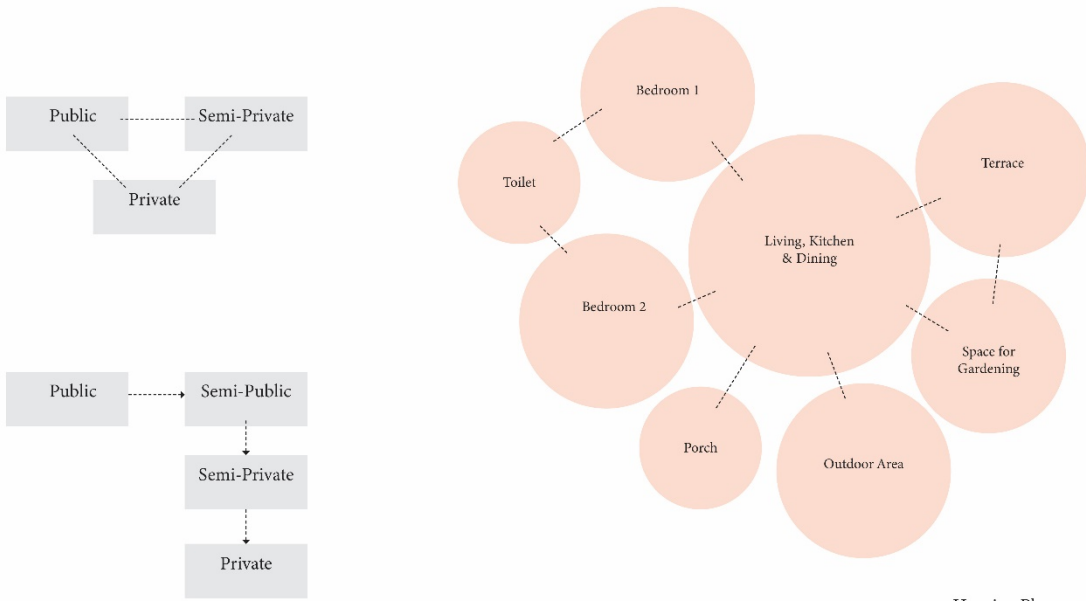 Public
Semi-Private
Private
Public
Semi-Public
Semi-Private
Private
Bedroom 1
Toilet
Terrace
Living, Kitchen
& Dining
Bedroom 2
Space for
Gardening
Porch
Outdoor Area